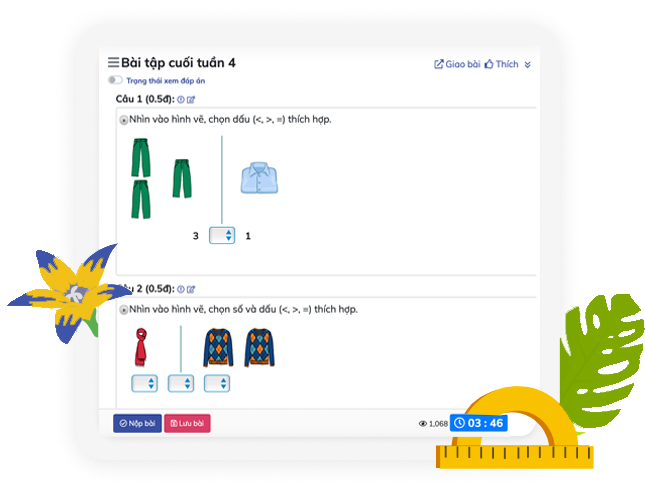 Bài tập cuối tuần 4
Giao bài Thích
Trạng thái xem đáp án
Câu 1 (0.5đ):
Nhìn vào hình vẽ, chọn dấu (<, >, =) thích hợp.
3 1
2 (0.5đ):
Nhìn vào hình vẽ, chọn số và dấu (<, >, =) thích hợp.
Nộp bài Lưu bài 1,068 03 : 46